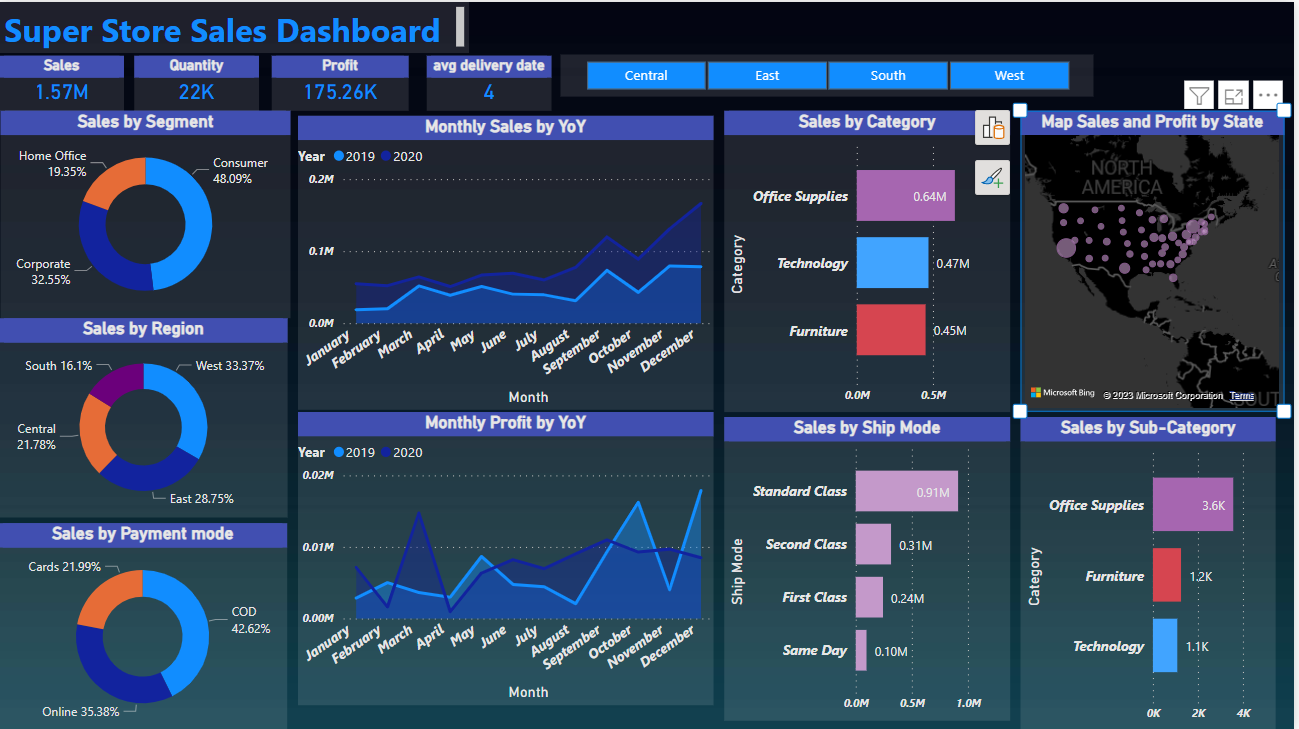 Super Store Sales Dashboard
Sales
1.57M
Quantity
22K
Profit
175.26K
avg delivery date
4
Central
East
South
West
Sales by Segment
Home Office
19.35%
Consumer
48.09%
Corporate
32.55%
Sales by Region
South 16.1%
West 33.37%
Central
21.78%
East 28.75%
Sales by Payment mode
Cards 21.99%
COD
42.62%
Online 35.38%
Monthly Sales by YoY
Year 2019 2020
0.2M
0.1M
0.0M
January
February
March
April
May
June
July
August
September
October
November
December
Month
Monthly Profit by YoY
Year 2019 2020
0.02M
0.01M
0.00M
January
February
March
April
May
June
July
August
September
October
November
December
Month
Sales by Category
Category
Office Supplies 0.64M
Technology 0.47M
Furniture 0.45M
0.0M 0.5M
Map Sales and Profit by State
NORTH
AMERICA
Microsoft Bing
© 2023 Microsoft Corporation Terms
Sales by Ship Mode
Ship Mode
Standard Class 0.91M
Second Class 0.31M
First Class 0.24M
Same Day 0.10M
0.0M 0.5M 1.0M
Sales by Sub-Category
Category
Office Supplies 3.6K
Furniture 1.2K
Technology 1.1K
0K 2K 4K